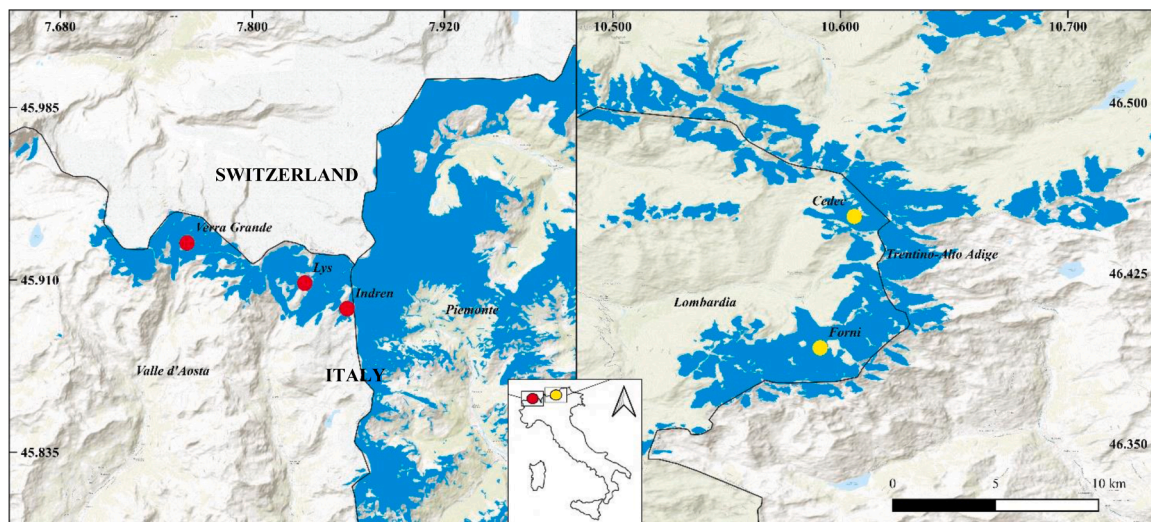 7.680
7.800
7.920
10.500
10.600
10.700
45.985
46.500
SWITZERLAND
Cedec
Verra Grande
Trentino-Alto Adige
45.910
Lys
46.425
Indren
Piemonte
Lombardia
Forni
Valle d'Aosta
ITALY
45.835
46.350
0
5
10 km